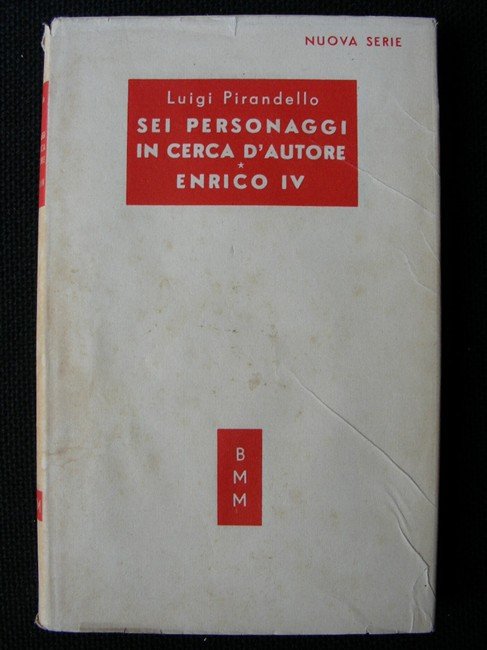 NUOVA SERIE
Luigi Pirandello
SEI PERSONAGGI
IN CERCA D'AUTORE
*
ENRICO IV
B
M
M